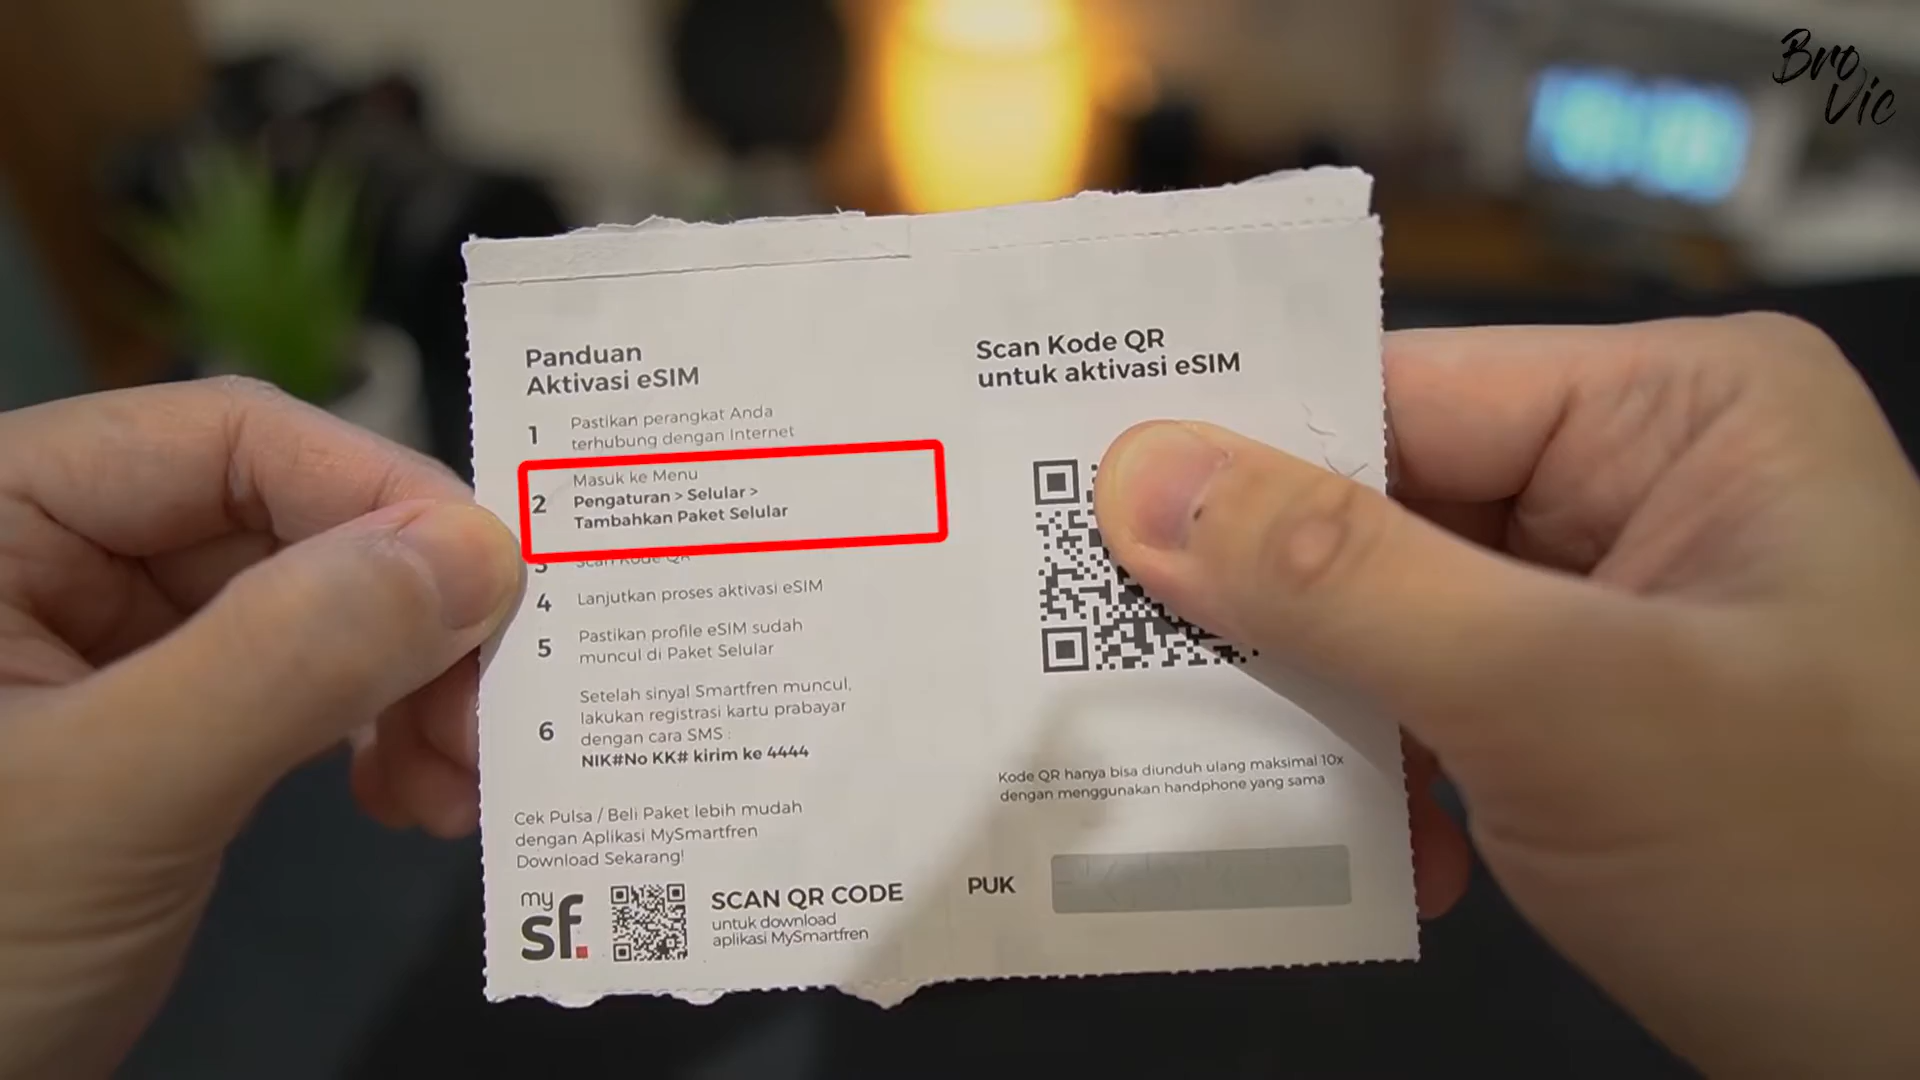 Bro
Vic
Panduan
Aktivasi eSIM
1 Pastikan perangkat Anda
terhubung dengan Internet
2 Masuk ke Menu
Pengaturan > Selular >
Tambahkan Paket Selular
3 Scan Kode QR
4 Lanjutkan proses aktivasi eSIM
5 Pastikan profile eSIM sudah
muncul di Paket Selular
6 Setelah sinyal Smartfren muncul,
lakukan registrasi kartu prabayar
dengan cara SMS :
NIK#No KK# kirim ke 4444
Cek Pulsa / Beli Paket lebih mudah
dengan Aplikasi MySmartfren
Download Sekarang!
my
sf.
SCAN QR CODE
untuk download
aplikasi MySmartfren
Scan Kode QR
untuk aktivasi eSIM
Kode QR hanya bisa diunduh ulang maksimal 10x
dengan menggunakan handphone yang sama
PUK